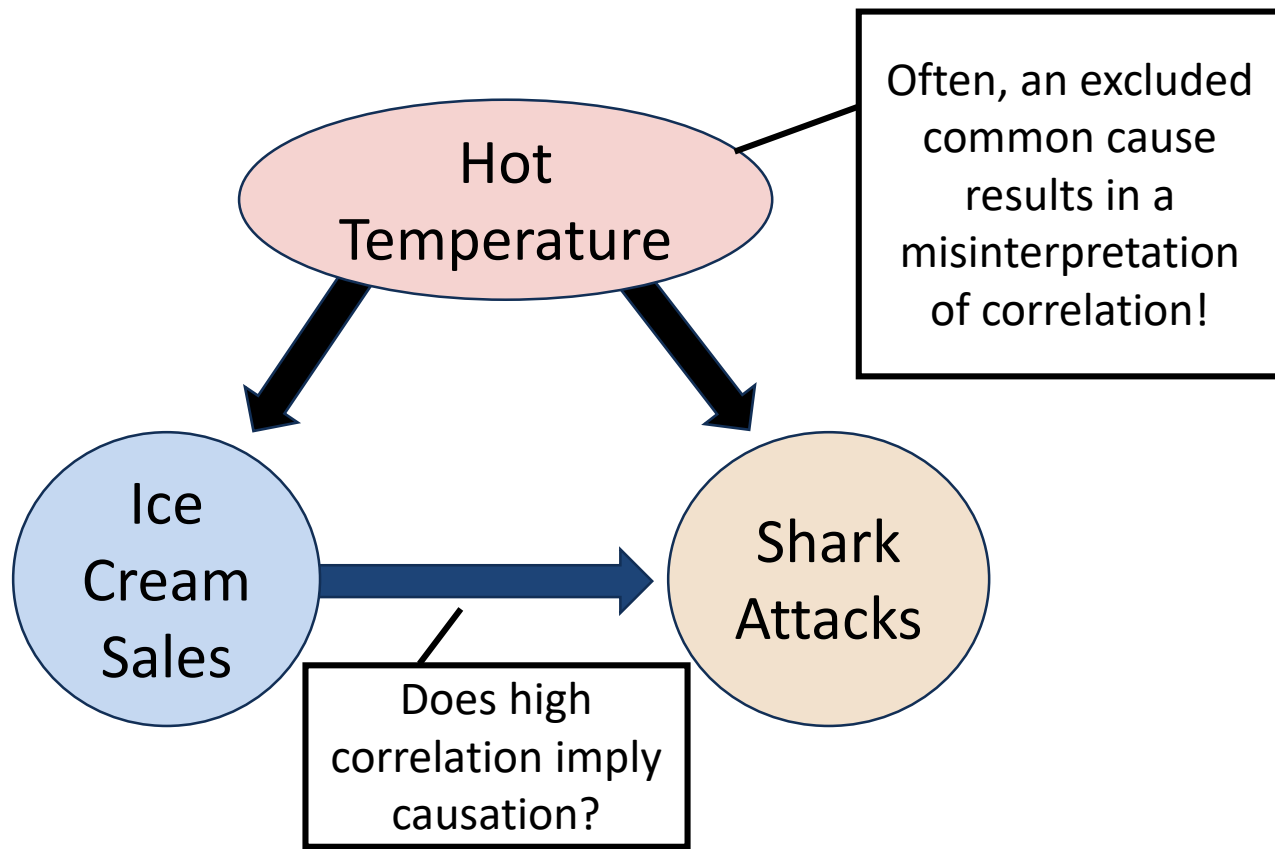 Hot
Temperature
Often, an excluded
common cause
results in a
misinterpretation
of correlation!
Ice
Cream
Sales
Shark
Attacks
Does high
correlation imply
causation?